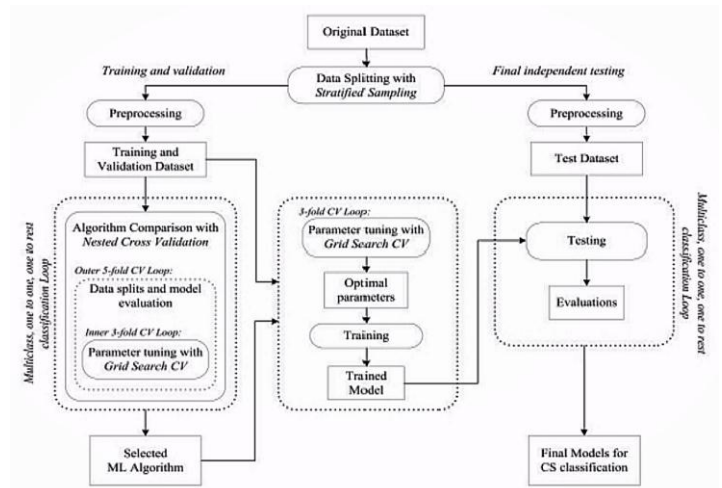 Original Dataset
Training and validation
Data Splitting with
Stratified Sampling
Final independent testing
Preprocessing
Preprocessing
Training and
Validation Dataset
Test Dataset
Multiclass, one to one, one to rest
classification Loop
Algorithm Comparison with
Nested Cross Validation
Outer 5-fold CV Loop:
Data splits and model
evaluation
Inner 3-fold CV Loop:
Parameter tuning with
Grid Search CV
3-fold CV Loop:
Parameter tuning with
Grid Search CV
Optimal
parameters
Training
Trained
Model
Testing
Evaluations
Multiclass, one to one, one to rest
classification Loop
Selected
ML Algorithm
Final Models for
CS classification